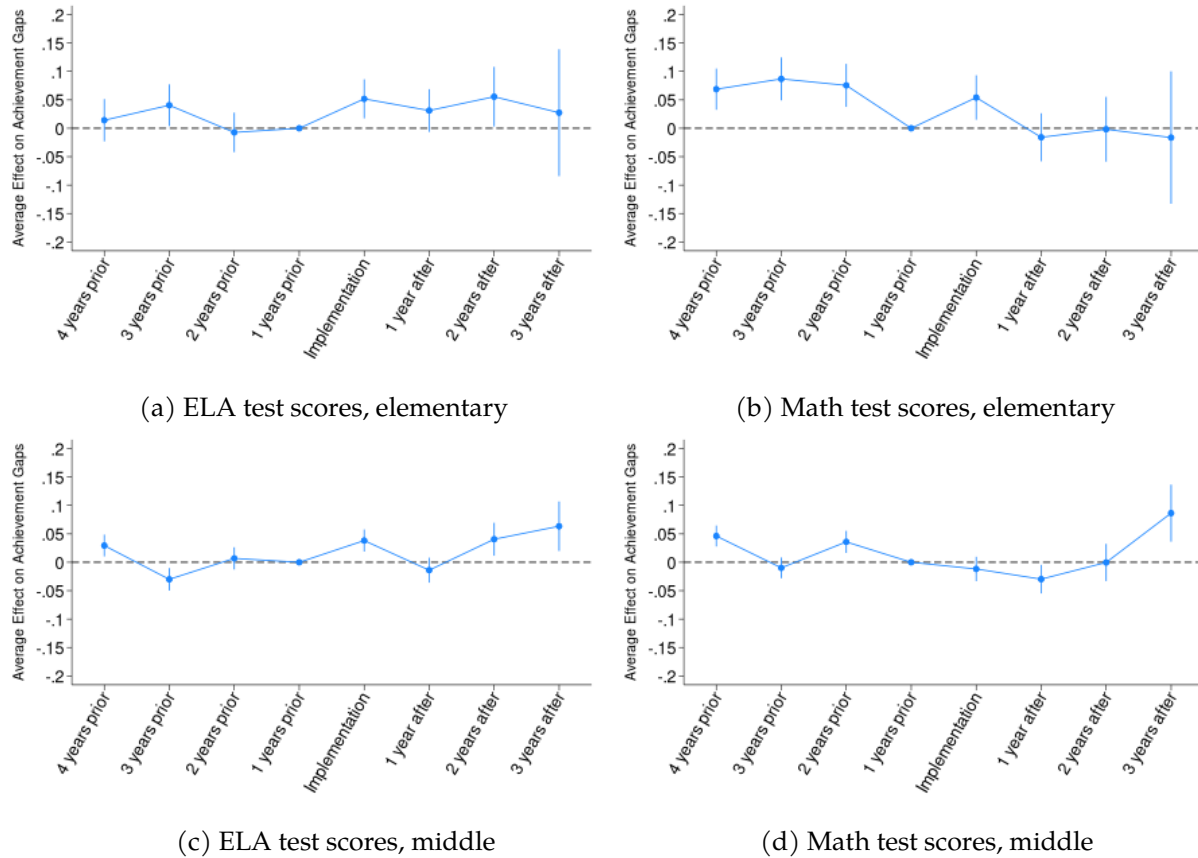 Average Effect on Achievement Gaps
.2
.15
.1
.05
0
-.05
-.1
-.15
-.2
4 years prior
3 years prior
2 years prior
1 years prior
Implementation
1 year after
2 years after
3 years after
(a) ELA test scores, elementary
Average Effect on Achievement Gaps
.2
.15
.1
.05
0
-.05
-.1
-.15
-.2
4 years prior
3 years prior
2 years prior
1 years prior
Implementation
1 year after
2 years after
3 years after
(b) Math test scores, elementary
Average Effect on Achievement Gaps
.2
.15
.1
.05
0
-.05
-.1
-.15
-.2
4 years prior
3 years prior
2 years prior
1 years prior
Implementation
1 year after
2 years after
3 years after
(c) ELA test scores, middle
Average Effect on Achievement Gaps
.2
.15
.1
.05
0
-.05
-.1
-.15
-.2
4 years prior
3 years prior
2 years prior
1 years prior
Implementation
1 year after
2 years after
3 years after
(d) Math test scores, middle